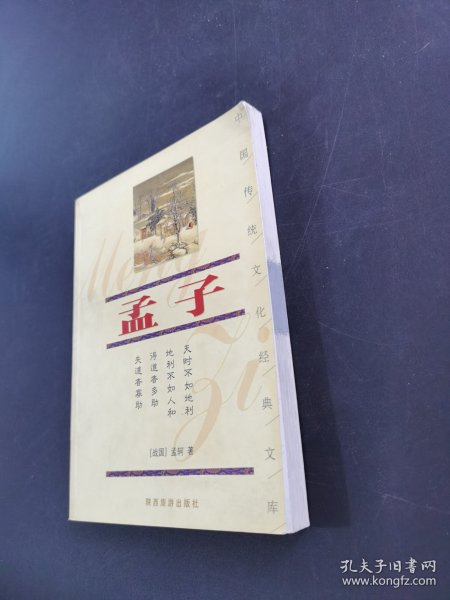 中国传统文化经典文库
Meng
孟子
Zi
天时不如地利
地利不如人和
得道者多助
失道者寡助
[战国] 孟轲 著
陕西旅游出版社
孔夫子旧书网
www.kongfz.com